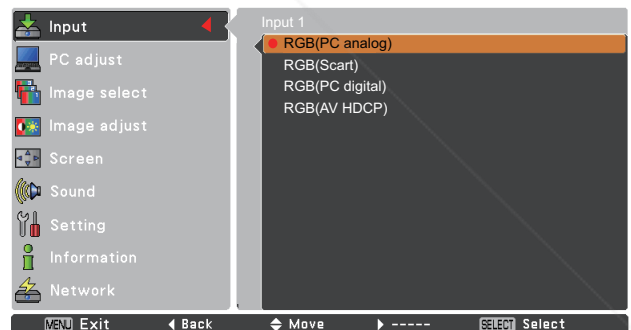 Input
PC adjust
Image select
Image adjust
Screen
Sound
Setting
Information
Network
Input 1
RGB(PC analog)
RGB(Scart)
RGB(PC digital)
RGB(AV HDCP)
MENU Exit
Back
Move
-----
SELECT Select